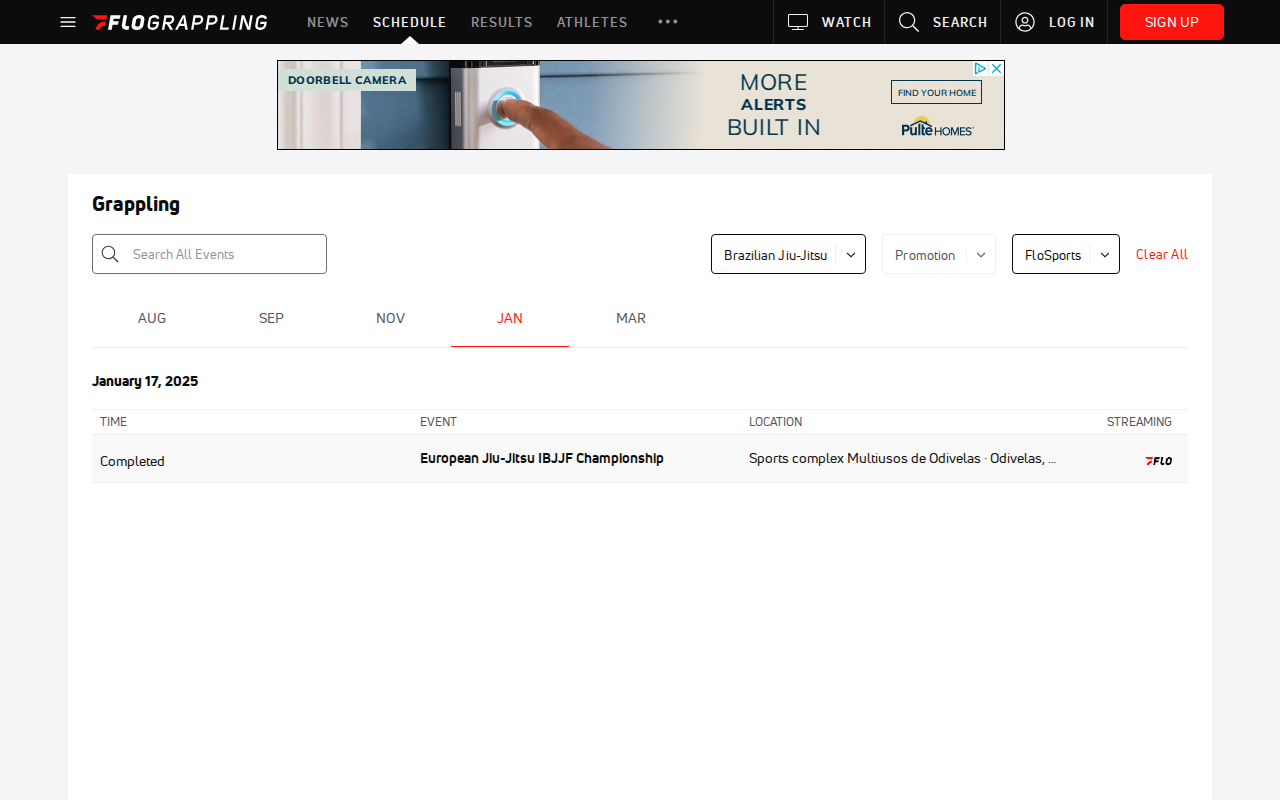 FLOGRAPPLING NEWS SCHEDULE RESULTS ATHLETES WATCH SEARCH LOG IN SIGN UP
DOORBELL CAMERA
MORE
ALERTS
BUILT IN
FIND YOUR HOME
Pulte HOMES
Grappling
Search All Events Brazilian Jiu-Jitsu Promotion FloSports Clear All
AUG SEP NOV JAN MAR
January 17, 2025
TIME EVENT LOCATION STREAMING
Completed European Jiu-Jitsu IBJJF Championship Sports complex Multiusos de Odivelas · Odivelas, ... FLO